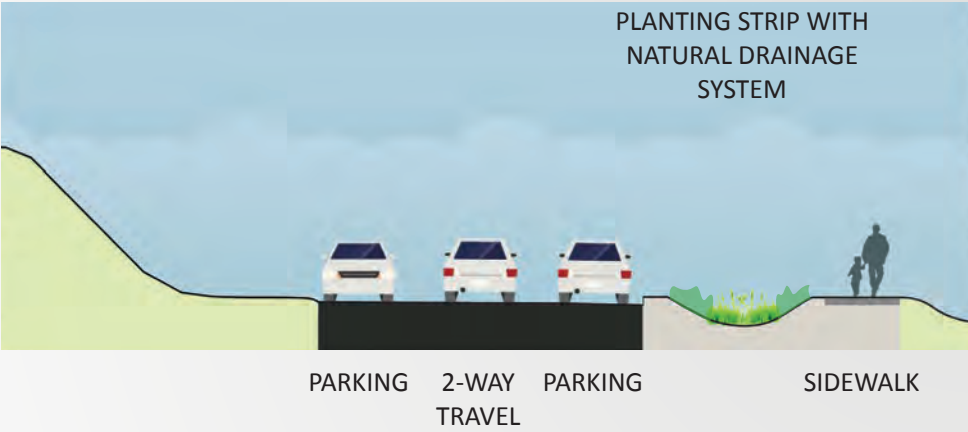 PLANTING STRIP WITH
NATURAL DRAINAGE
SYSTEM
PARKING
2-WAY
TRAVEL
PARKING
SIDEWALK